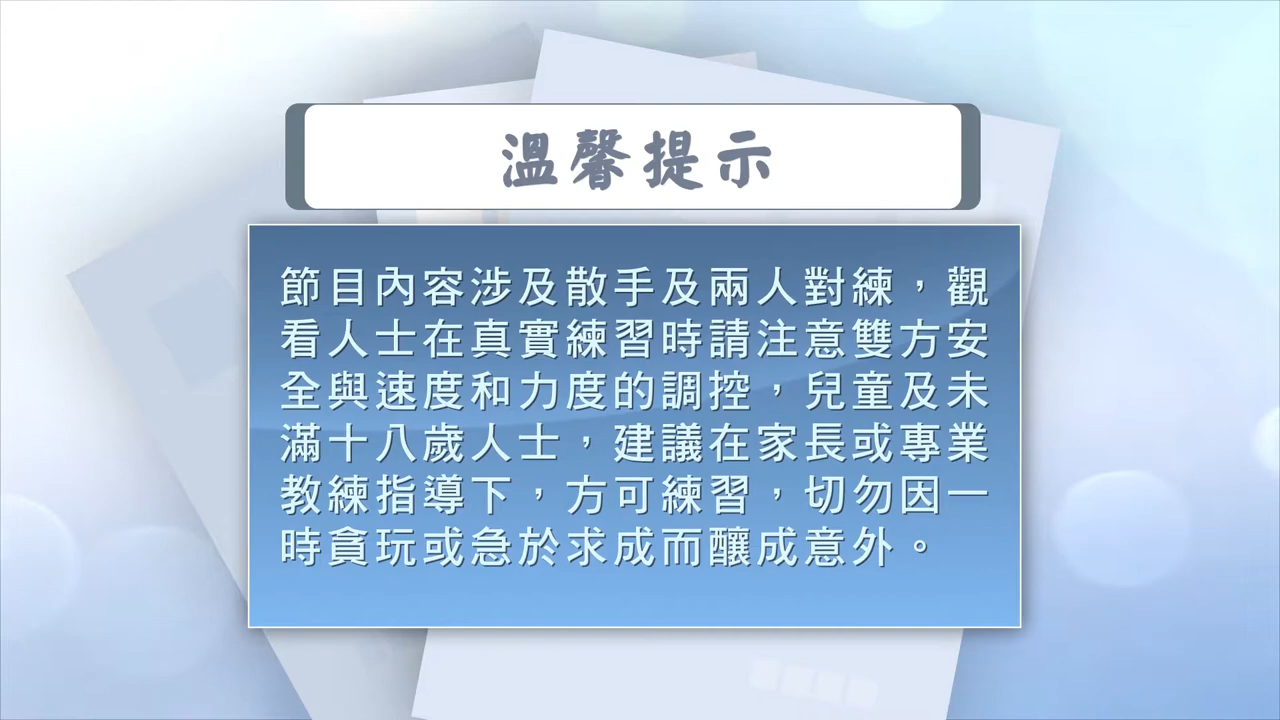 溫馨提示
節目內容涉及散手及兩人對練，觀
看人士在真實練習時請注意雙方安
全與速度和力度的調控，兒童及未
滿十八歲人士，建議在家長或專業
教練指導下，方可練習，切勿因一
時貪玩或急於求成而釀成意外。